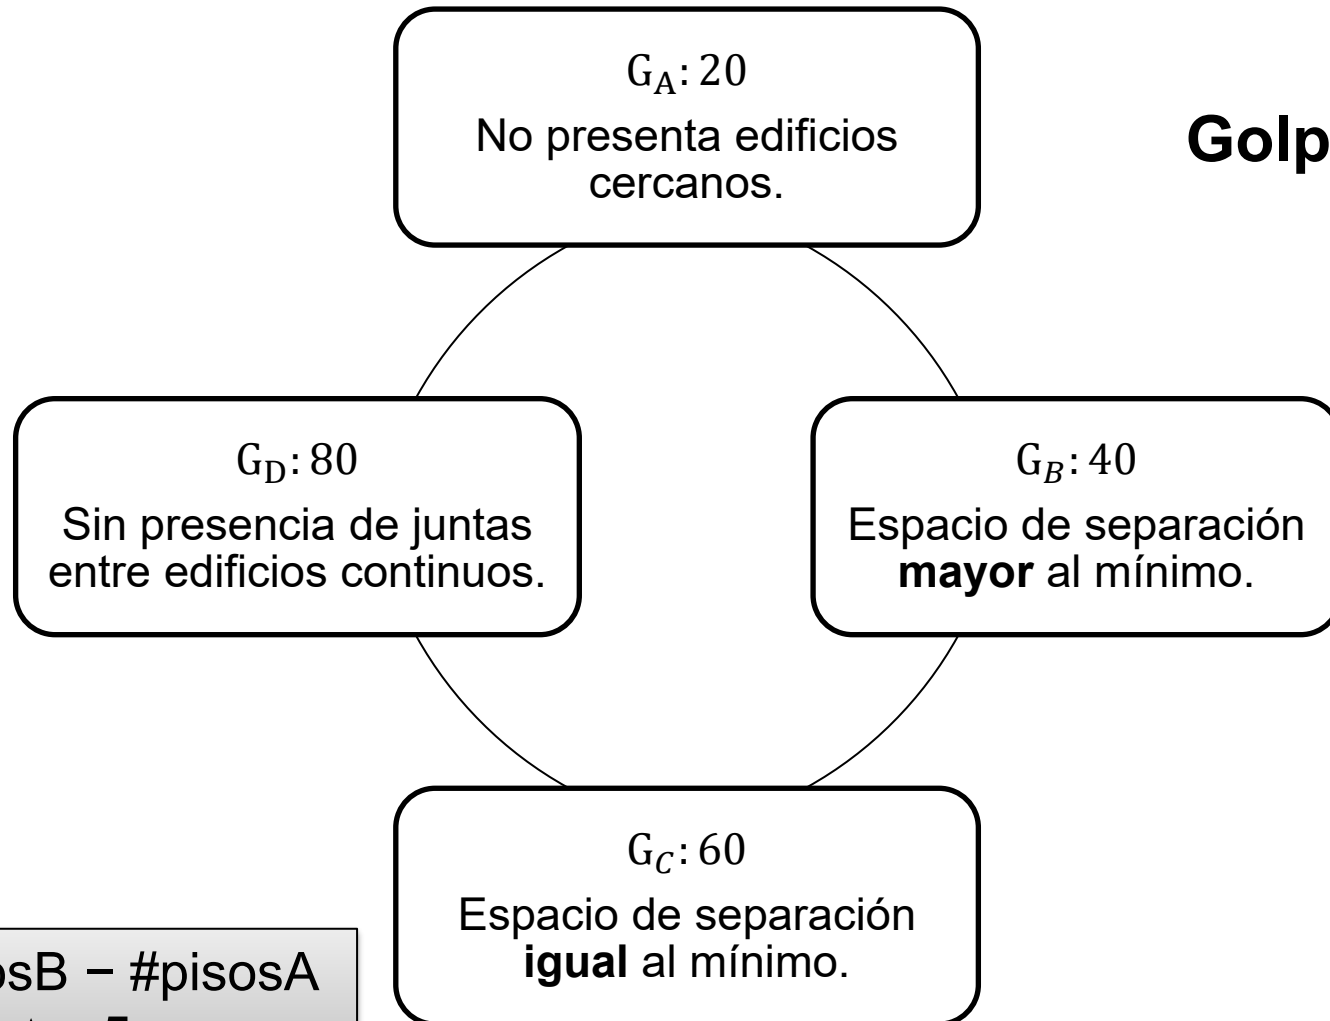 G_A: 20
No presenta edificios
cercanos.
Golp
G_D: 80
Sin presencia de juntas
entre edificios continuos.
G_B: 40
Espacio de separación
mayor al mínimo.
G_C: 60
Espacio de separación
igual al mínimo.
osB – #pisosA